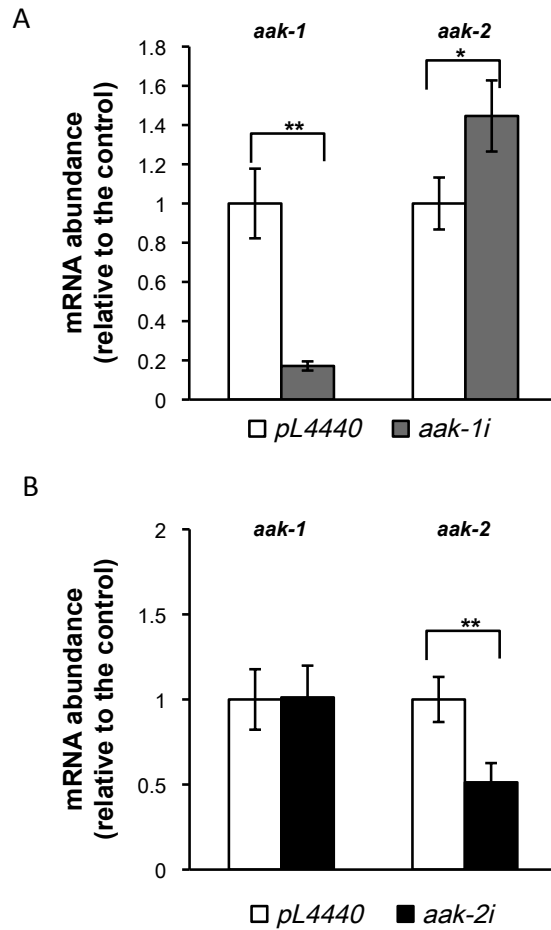 A
aak-1 aak-2
mRNA abundance
(relative to the control)
1.8
1.6
1.4
1.2
1
0.8
0.6
0.4
0.2
0
**
*
pL4440 aak-1i
B
aak-1 aak-2
mRNA abundance
(relative to the control)
2
1.5
1
0.5
0
**
pL4440 aak-2i